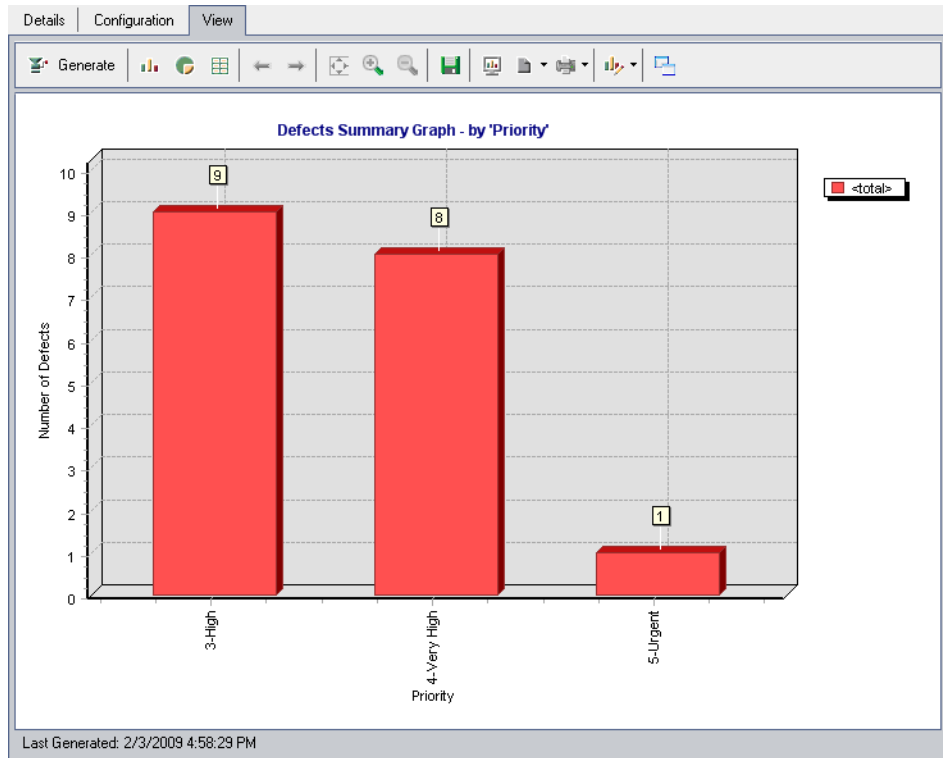 Details Configuration View
Generate
Defects Summary Graph - by 'Priority'
<total>
10
9
8
7
6
5
4
3
2
1
0
9
8
1
Number of Defects
3-High
4-Very High
5-Urgent
Priority
Last Generated: 2/3/2009 4:58:29 PM